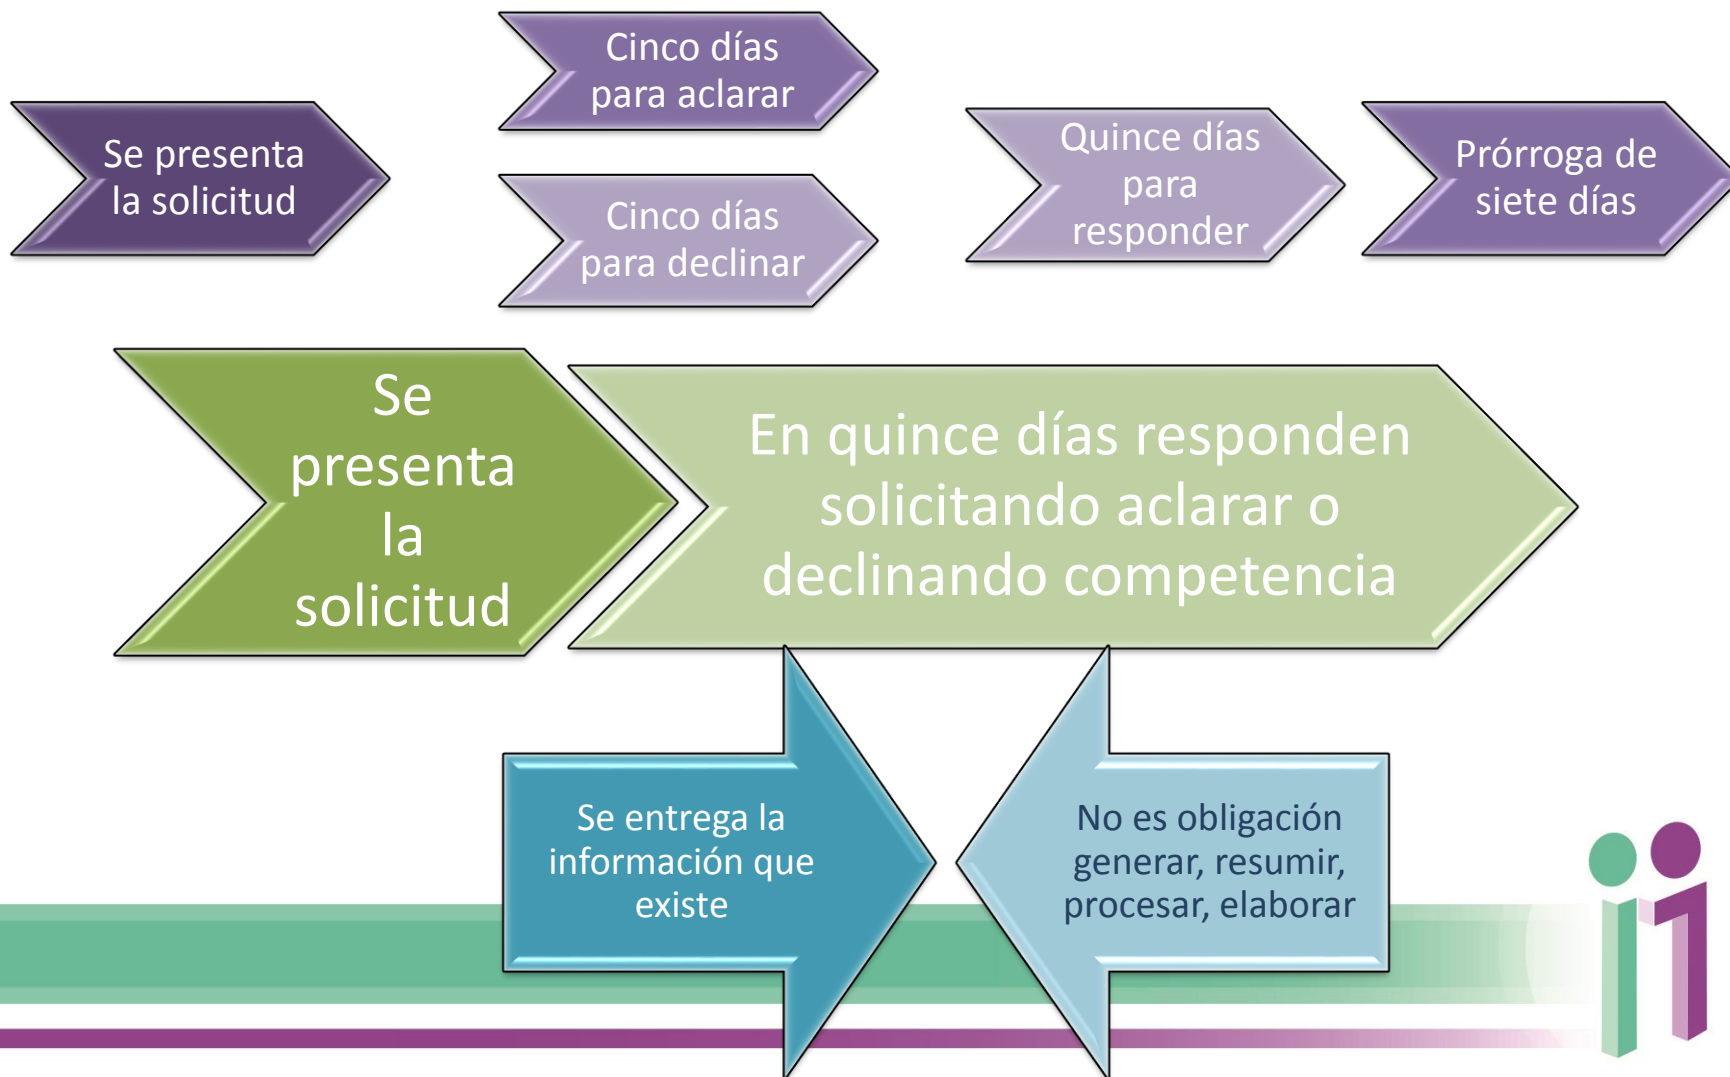 Se presenta
la solicitud
Cinco días
para aclarar
Cinco días
para declinar
Quince días
para
responder
Prórroga de
siete días
Se
presenta
la
solicitud
En quince días responden
solicitando aclarar o
declinando competencia
Se entrega la
información que
existe
No es obligación
generar, resumir,
procesar, elaborar